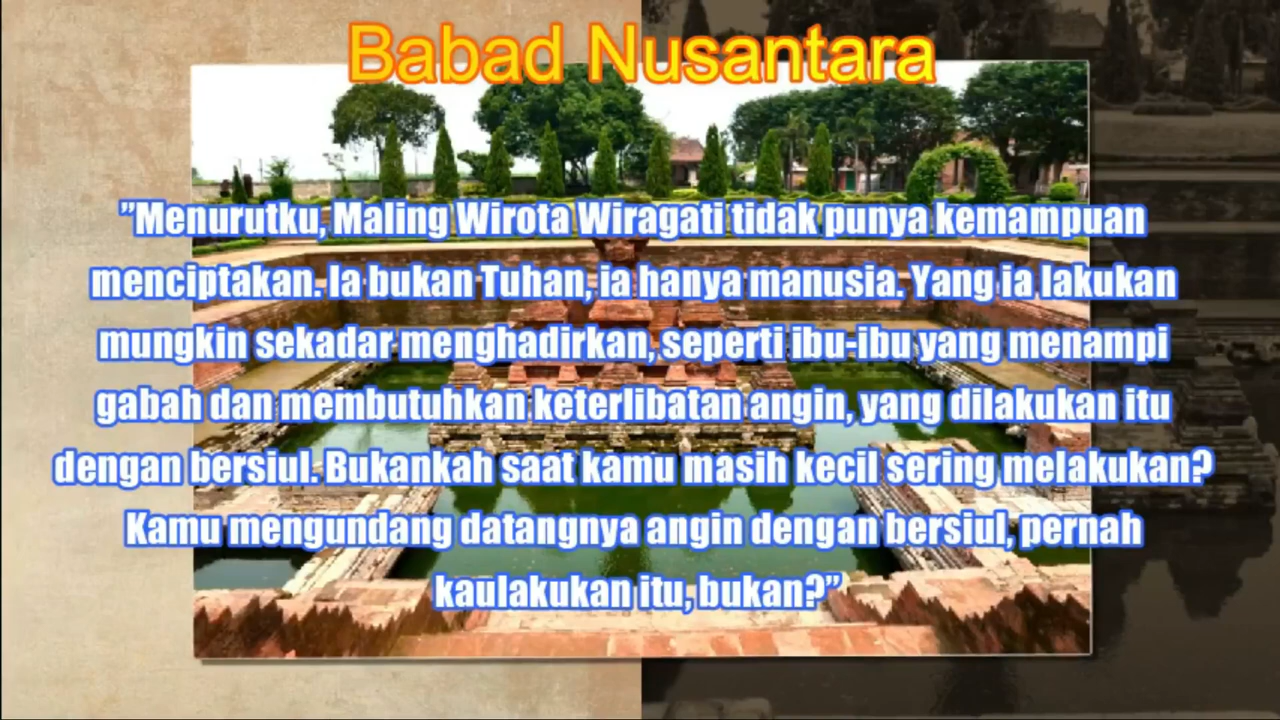 Babad Nusantara
”Menurutku, Maling Wirota Wiragati tidak punya kemampuan
menciptakan. Ia bukan Tuhan, ia hanya manusia. Yang ia lakukan
mungkin sekadar menghadirkan, seperti ibu-ibu yang menampi
gabah dan membutuhkan keterlibatan angin, yang dilakukan itu
dengan bersiul. Bukankah saat kamu masih kecil sering melakukan?
Kamu mengundang datangnya angin dengan bersiul, pernah
kaulakukan itu, bukan?”